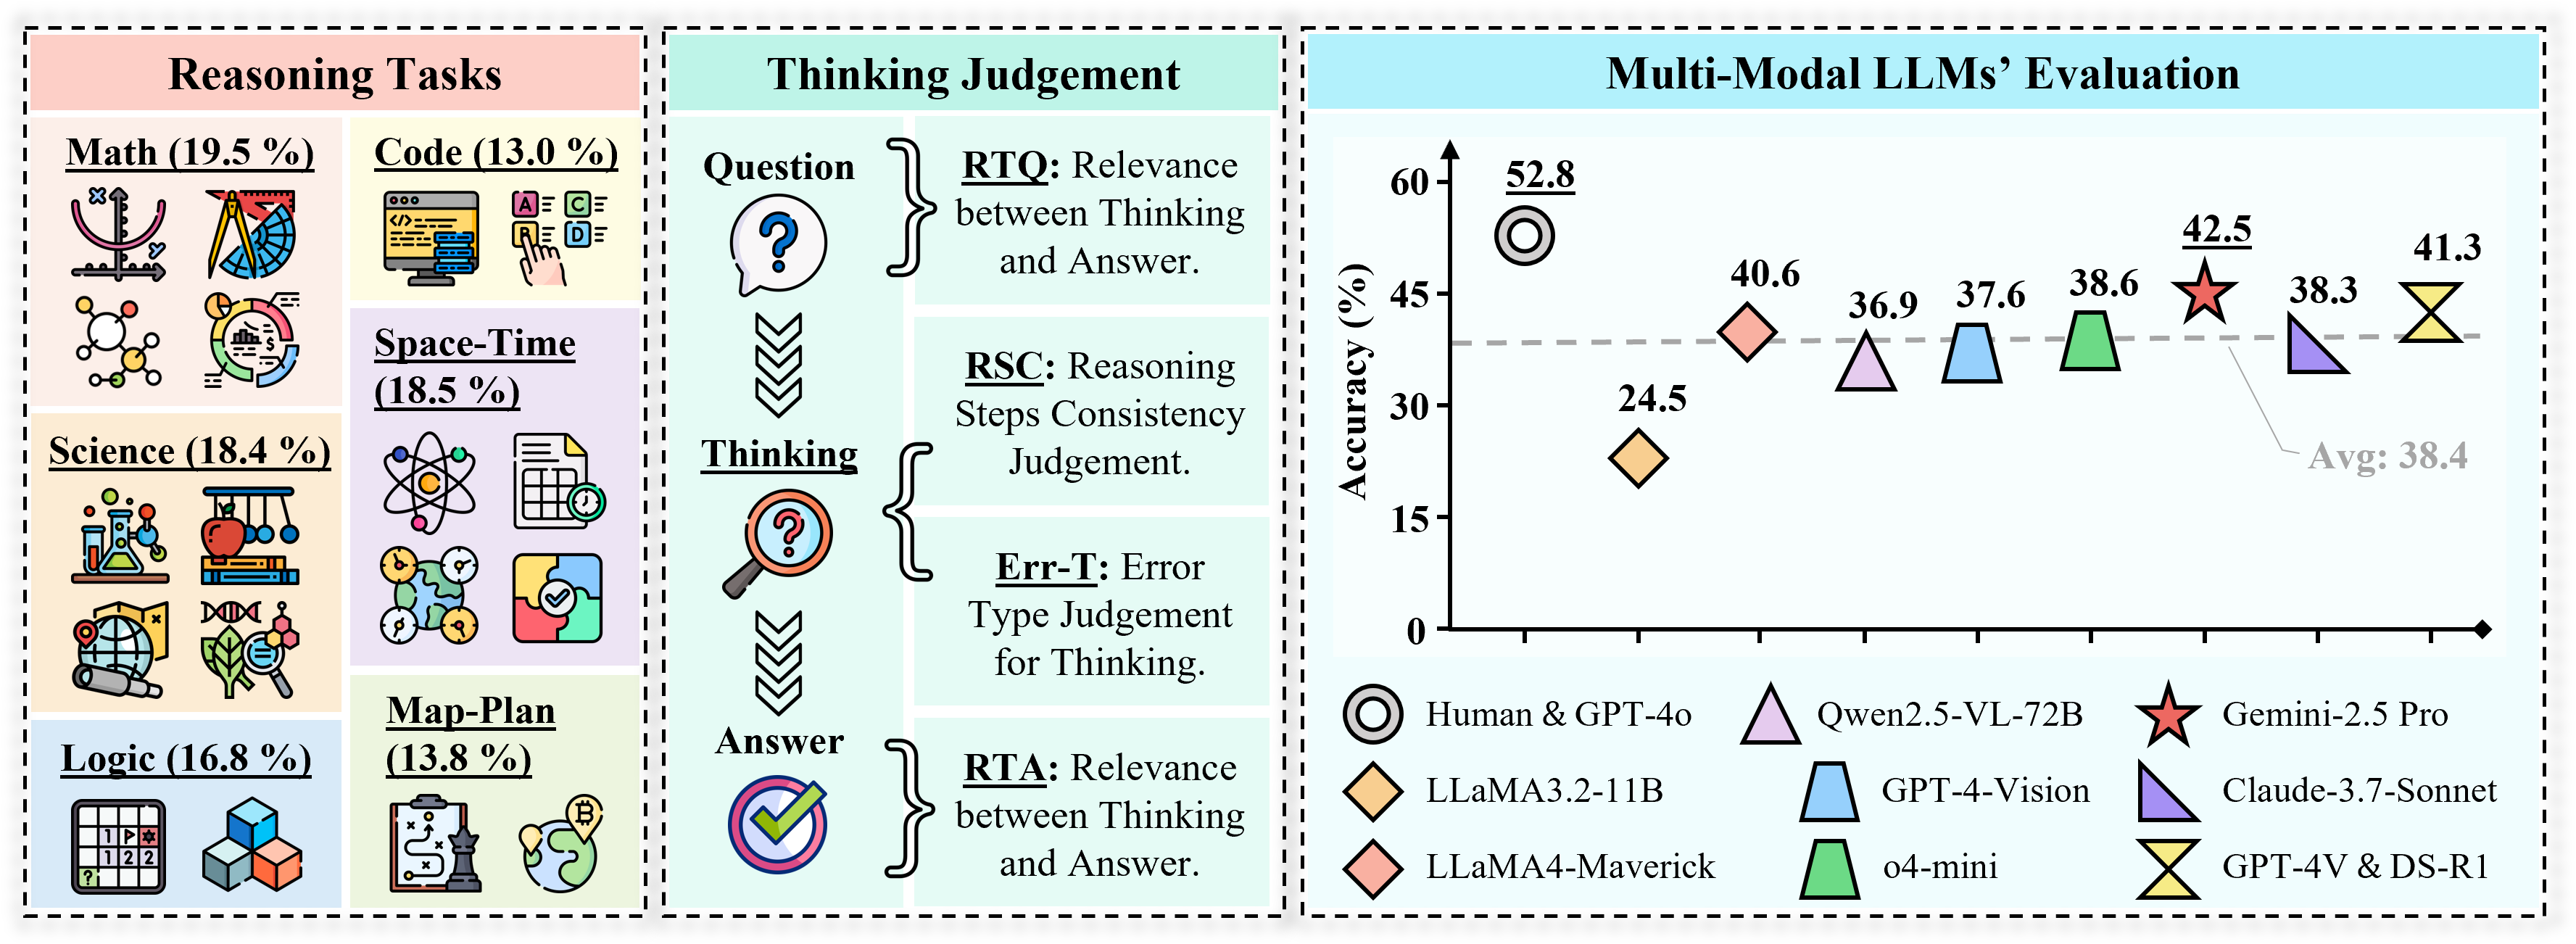 Reasoning Tasks
Math (19.5 %)
Code (13.0 %)
A
C
B
D
Science (18.4 %)
Space-Time
(18.5 %)
Logic (16.8 %)
1
1 2 2
?
Map-Plan
(13.8 %)
Thinking Judgement
Question
Thinking
Answer
RTQ: Relevance
between Thinking
and Answer.
RSC: Reasoning
Steps Consistency
Judgement.
Err-T: Error
Type Judgement
for Thinking.
RTA: Relevance
between Thinking
and Answer.
Multi-Modal LLMs’ Evaluation
Accuracy (%)
60
45
30
15
0
52.8
24.5
40.6
36.9
37.6
38.6
42.5
38.3
41.3
Avg: 38.4
Human & GPT-4o
Qwen2.5-VL-72B
Gemini-2.5 Pro
LLaMA3.2-11B
GPT-4-Vision
Claude-3.7-Sonnet
LLaMA4-Maverick
o4-mini
GPT-4V & DS-R1